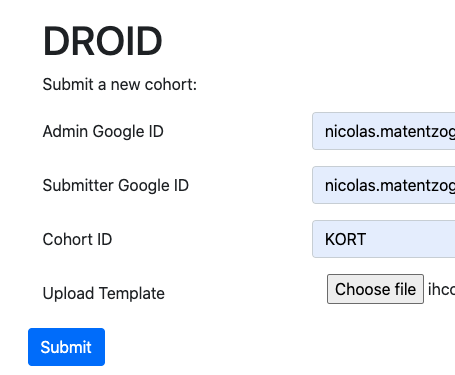 DROID
Submit a new cohort:
Admin Google ID nicolas.matentzog
Submitter Google ID nicolas.matentzog
Cohort ID KORT
Upload Template Choose file ihco
Submit